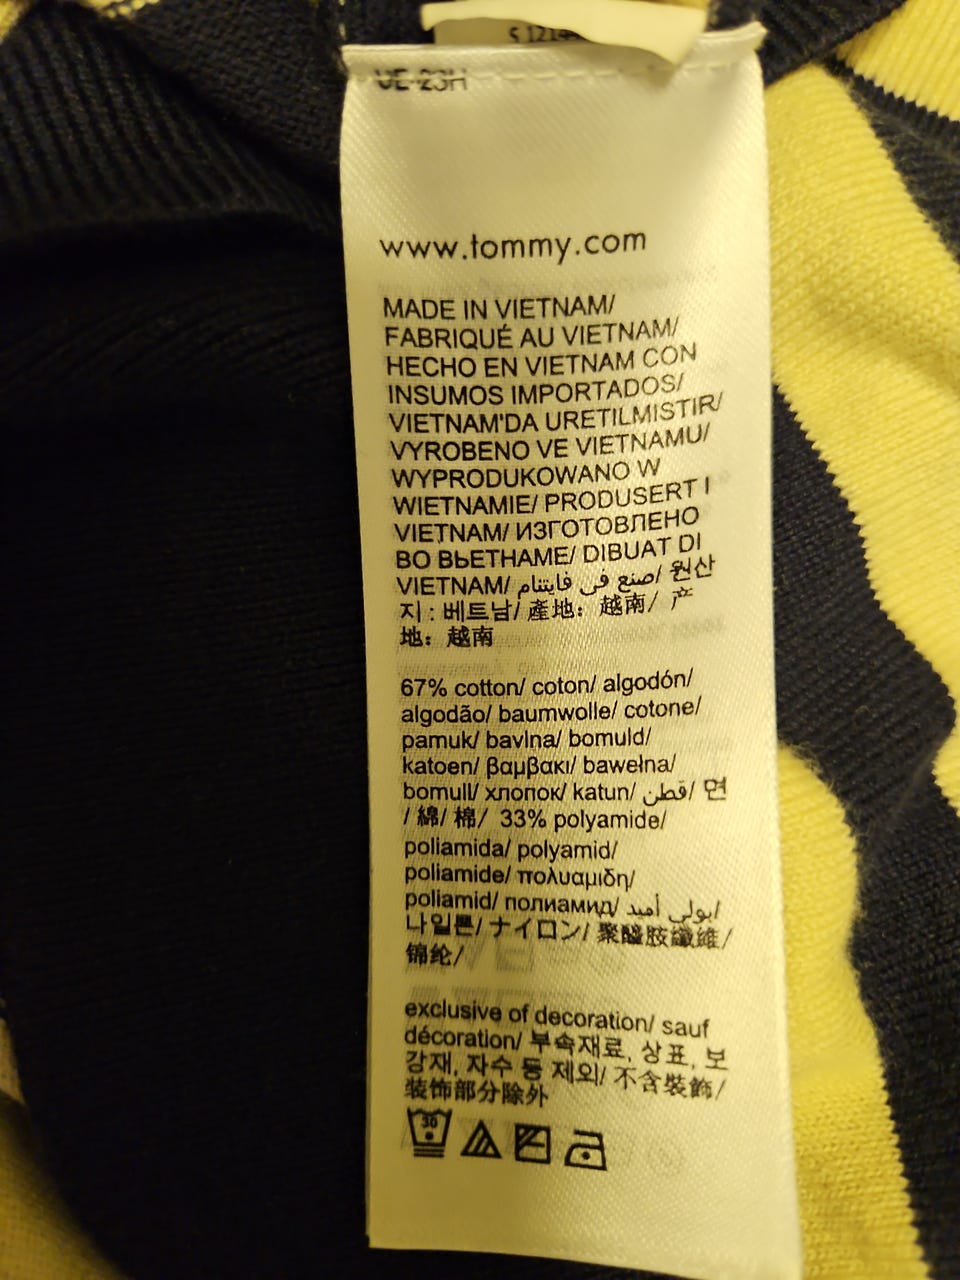 UE-23H
www.tommy.com
MADE IN VIETNAM/
FABRIQUÉ AU VIETNAM/
HECHO EN VIETNAM CON
INSUMOS IMPORTADOS/
VIETNAM'DA URETILMISTIR/
VYROBENO VE VIETNAMU/
WYPRODUKOWANO W
WIETNAMIE/ PRODUSERT I
VIETNAM/ ИЗГОТОВЛЕНО
ВО ВЬЕТНАМЕ/ DIBUAT DI
VIETNAM/ صنع في فايتنام/ 원산
지 : 베트남/ 產地：越南/ 产
地：越南
67% cotton/ coton/ algodón/
algodão/ baumwolle/ cotone/
pamuk/ bavlna/ bomuld/
katoen/ βαμβακι/ bawełna/
bomull/ хлопок/ katun/ قطن/ 면
/ 綿/ 棉/ 33% polyamide/
poliamida/ polyamid/
poliamide/ πολυαμιδη/
poliamid/ полиамид/ بولي أميد/
나일론/ ナイロン/ 聚醯胺纖維/
锦纶/
exclusive of decoration/ sauf
décoration/ 부속재료, 상표, 보
강재, 자수 등 제외/ 不含裝飾/
装饰部分除外
30